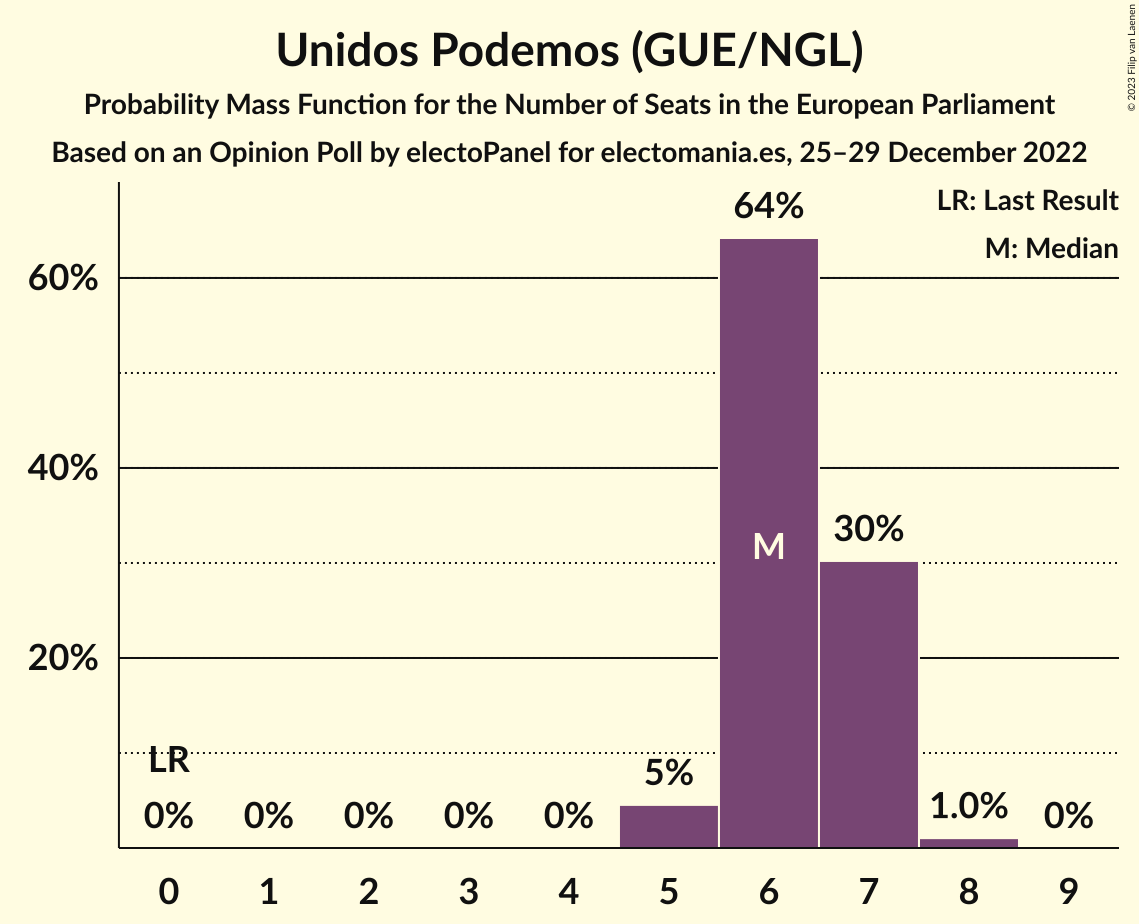 Unidos Podemos (GUE/NGL)
Probability Mass Function for the Number of Seats in the European Parliament
Based on an Opinion Poll by electoPanel for electomania.es, 25–29 December 2022
© 2023 Filip van Laenen
LR: Last Result
M: Median
60%
40%
20%
LR
0%
0%
0%
0%
0%
5%
64%
M
30%
1.0%
0%
0 1 2 3 4 5 6 7 8 9